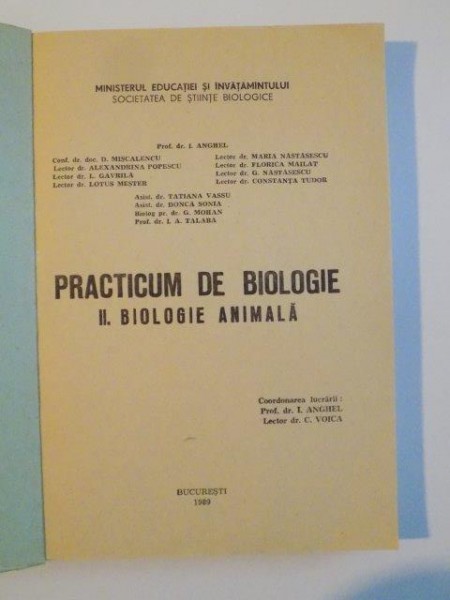 MINISTERUL EDUCAȚIEI ȘI ÎNVĂȚĂMÎNTULUI
SOCIETATEA DE ȘTIINȚE BIOLOGICE
Prof. dr. I. ANGHEL
Conf. dr. doc. D. MIȘCALENCU
Lector dr. ALEXANDRINA POPESCU
Lector dr. L. GAVRILĂ
Lector dr. LOTUS MEȘTER
Lector dr. MARIA NĂSTĂSESCU
Lector dr. FLORICA MAILAT
Lector dr. G. NĂSTĂSESCU
Lector dr. CONSTANȚA TUDOR
Asist. dr. TATIANA VASSU
Asist. dr. DONCA SONIA
Biolog pr. dr. G. MOHAN
Prof. dr. I. A. TALABĂ
PRACTICUM DE BIOLOGIE
II. BIOLOGIE ANIMALĂ
Coordonarea lucrării :
Prof. dr. I. ANGHEL
Lector dr. C. VOICA
BUCUREȘTI
1989